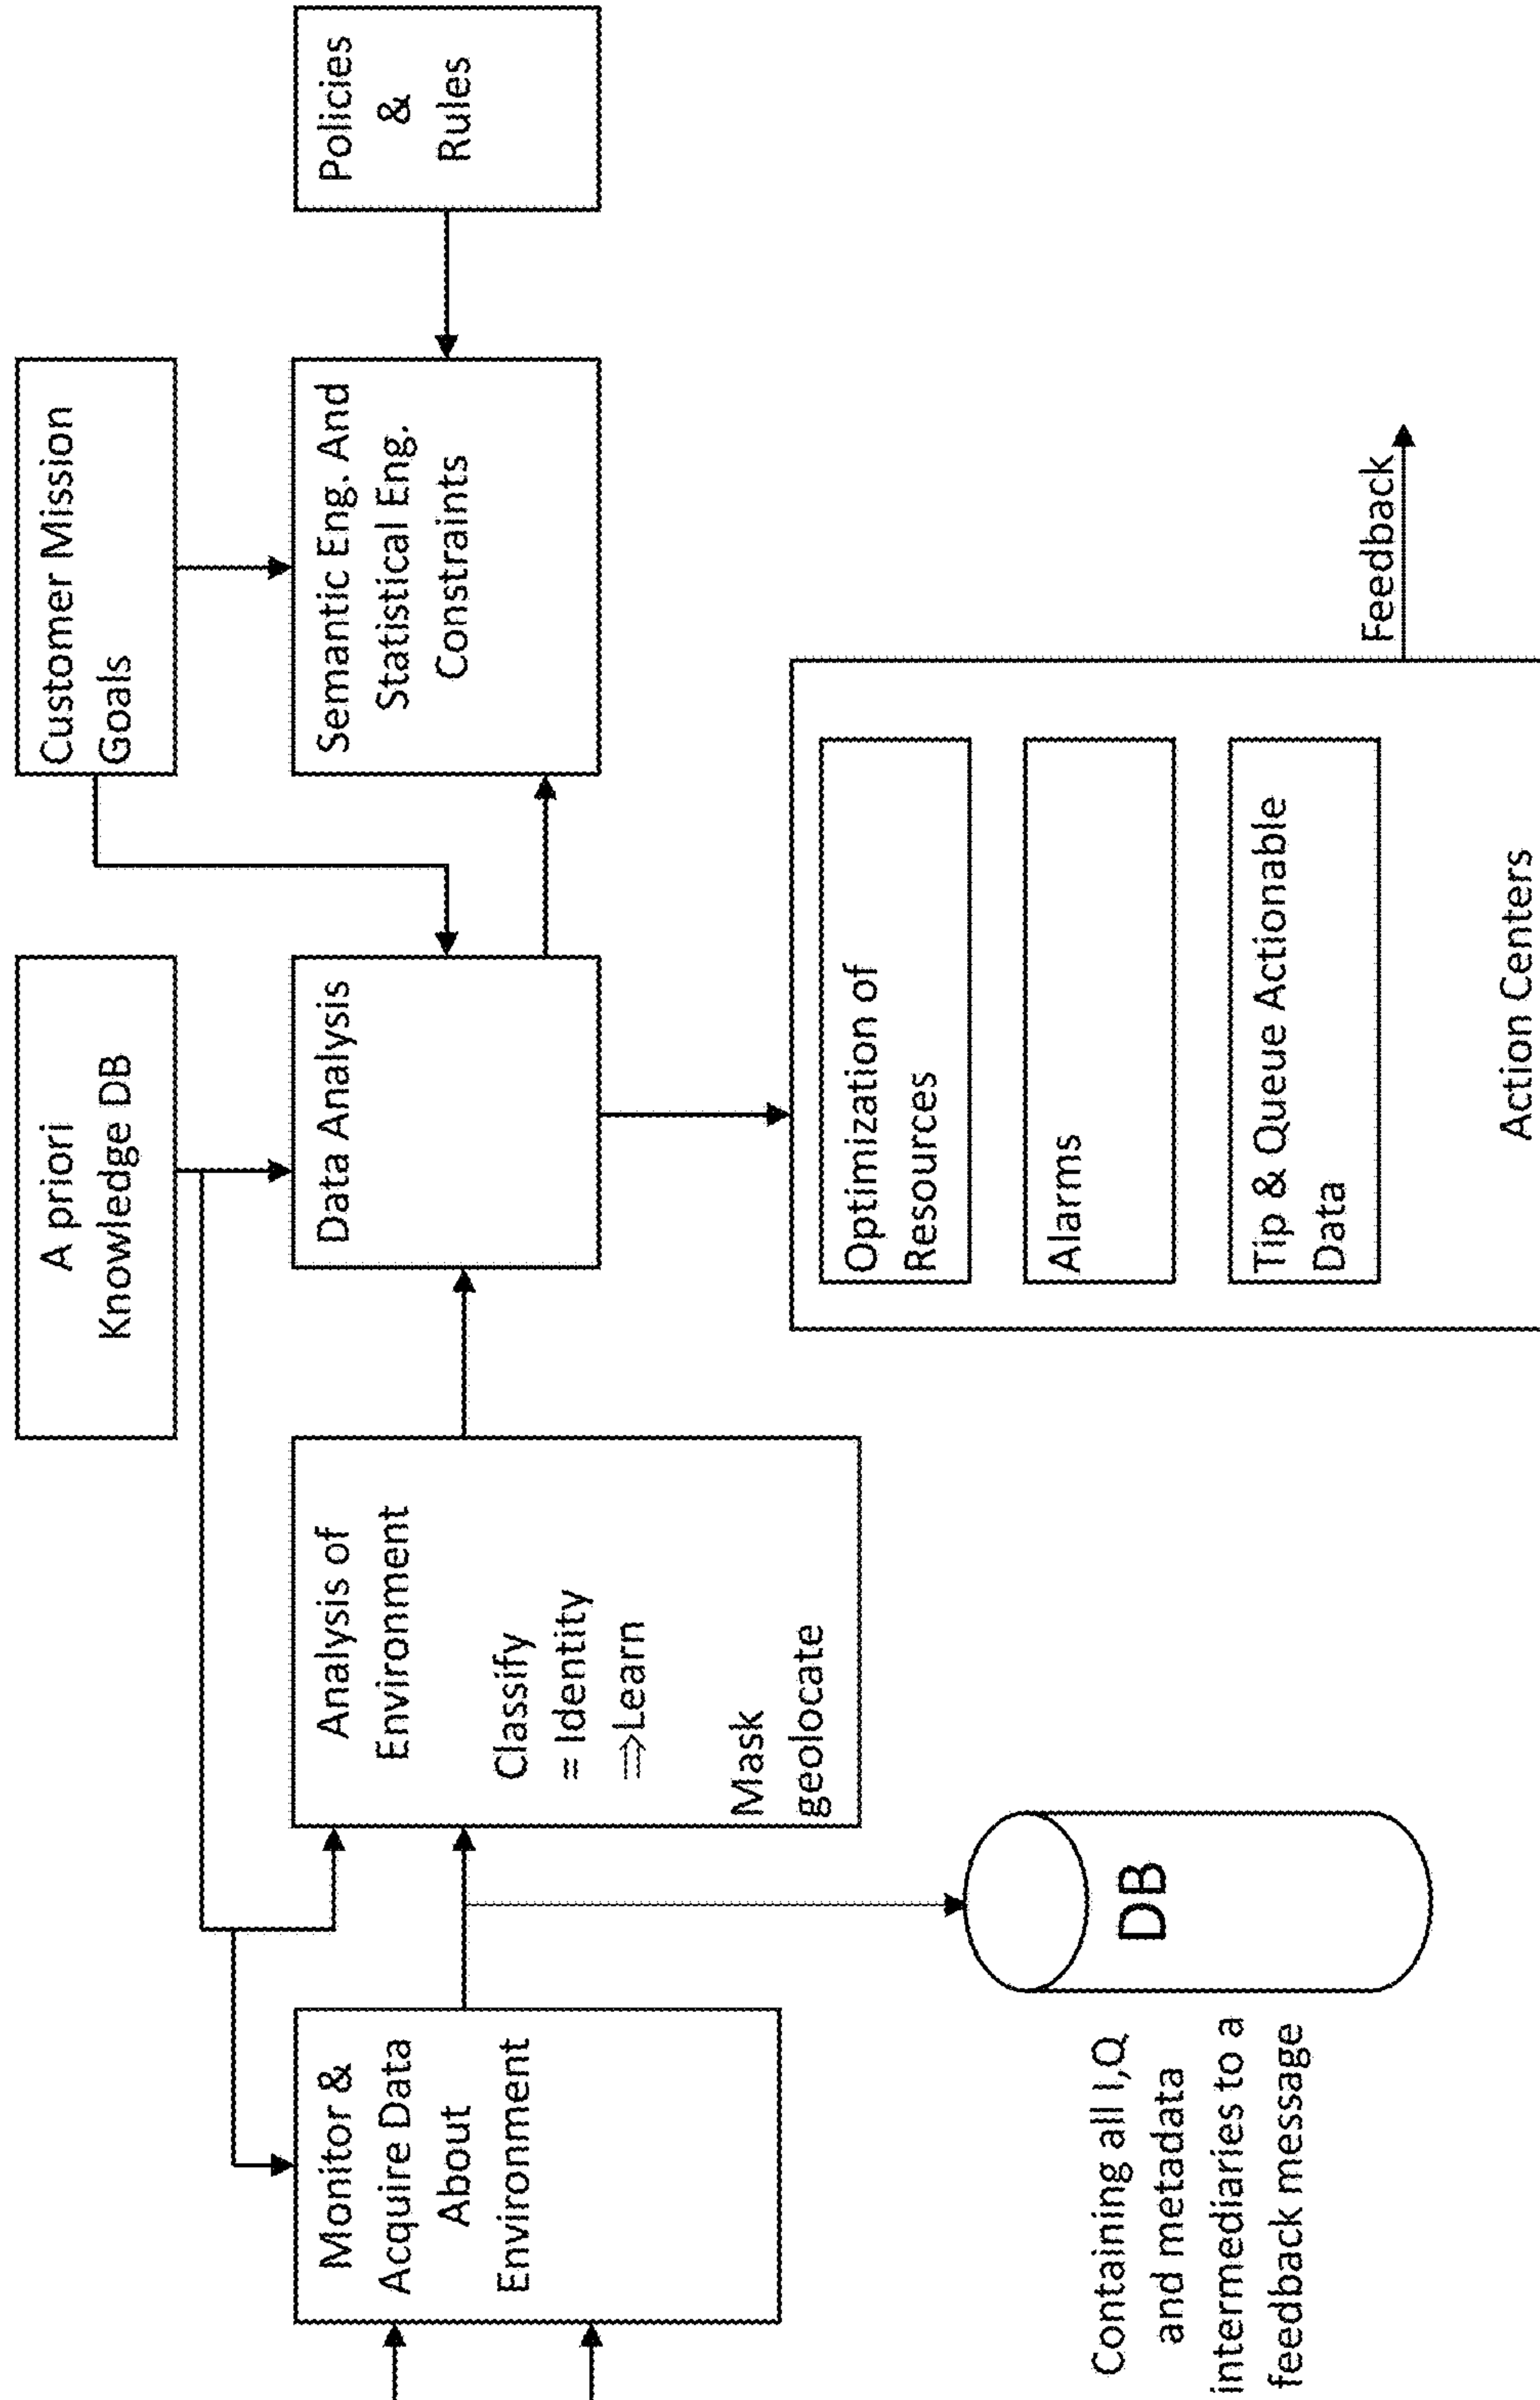 A priori
Knowledge DB
Customer Mission
Goals
Monitor &
Acquire Data
About
Environment
Analysis of
Environment
Classify
= Identity
⇒Learn
Mask
geolocate
Data Analysis
Semantic Eng. And
Statistical Eng.
Constraints
Policies
&
Rules
DB
Containing all I,Q
and metadata
intermediaries to a
feedback message
Optimization of
Resources
Alarms
Tip & Queue Actionable
Data
Action Centers
Feedback